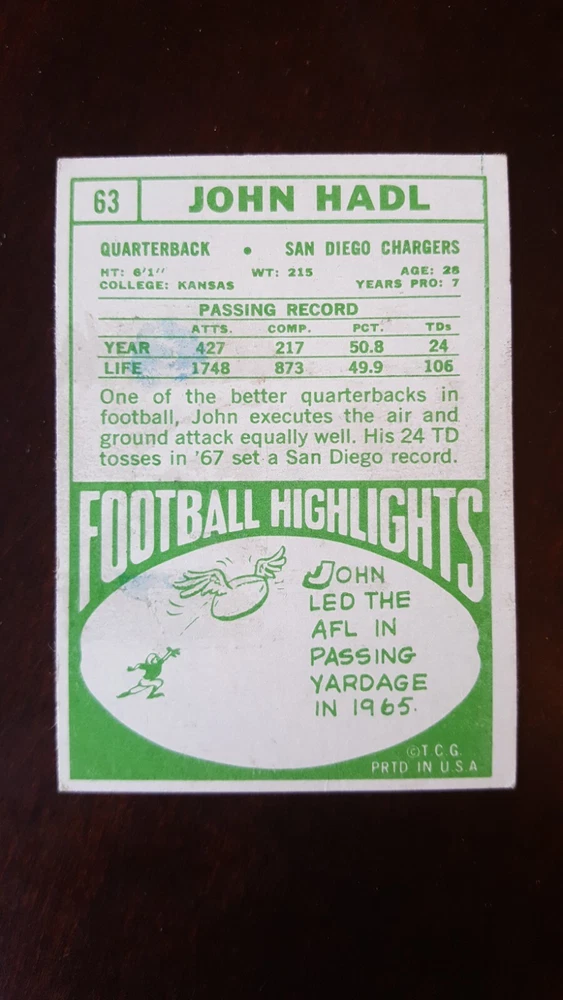 63 JOHN HADL
QUARTERBACK • SAN DIEGO CHARGERS
HT: 6'1" WT: 215 AGE: 28
COLLEGE: KANSAS YEARS PRO: 7
PASSING RECORD
ATTS. COMP. PCT. TDs
YEAR 427 217 50.8 24
LIFE 1748 873 49.9 106
One of the better quarterbacks in
football, John executes the air and
ground attack equally well. His 24 TD
tosses in '67 set a San Diego record.
FOOTBALL HIGHLIGHTS
JOHN
LED THE
AFL IN
PASSING
YARDAGE
IN 1965.
©T.C.G.
PRTD. IN U.S.A.